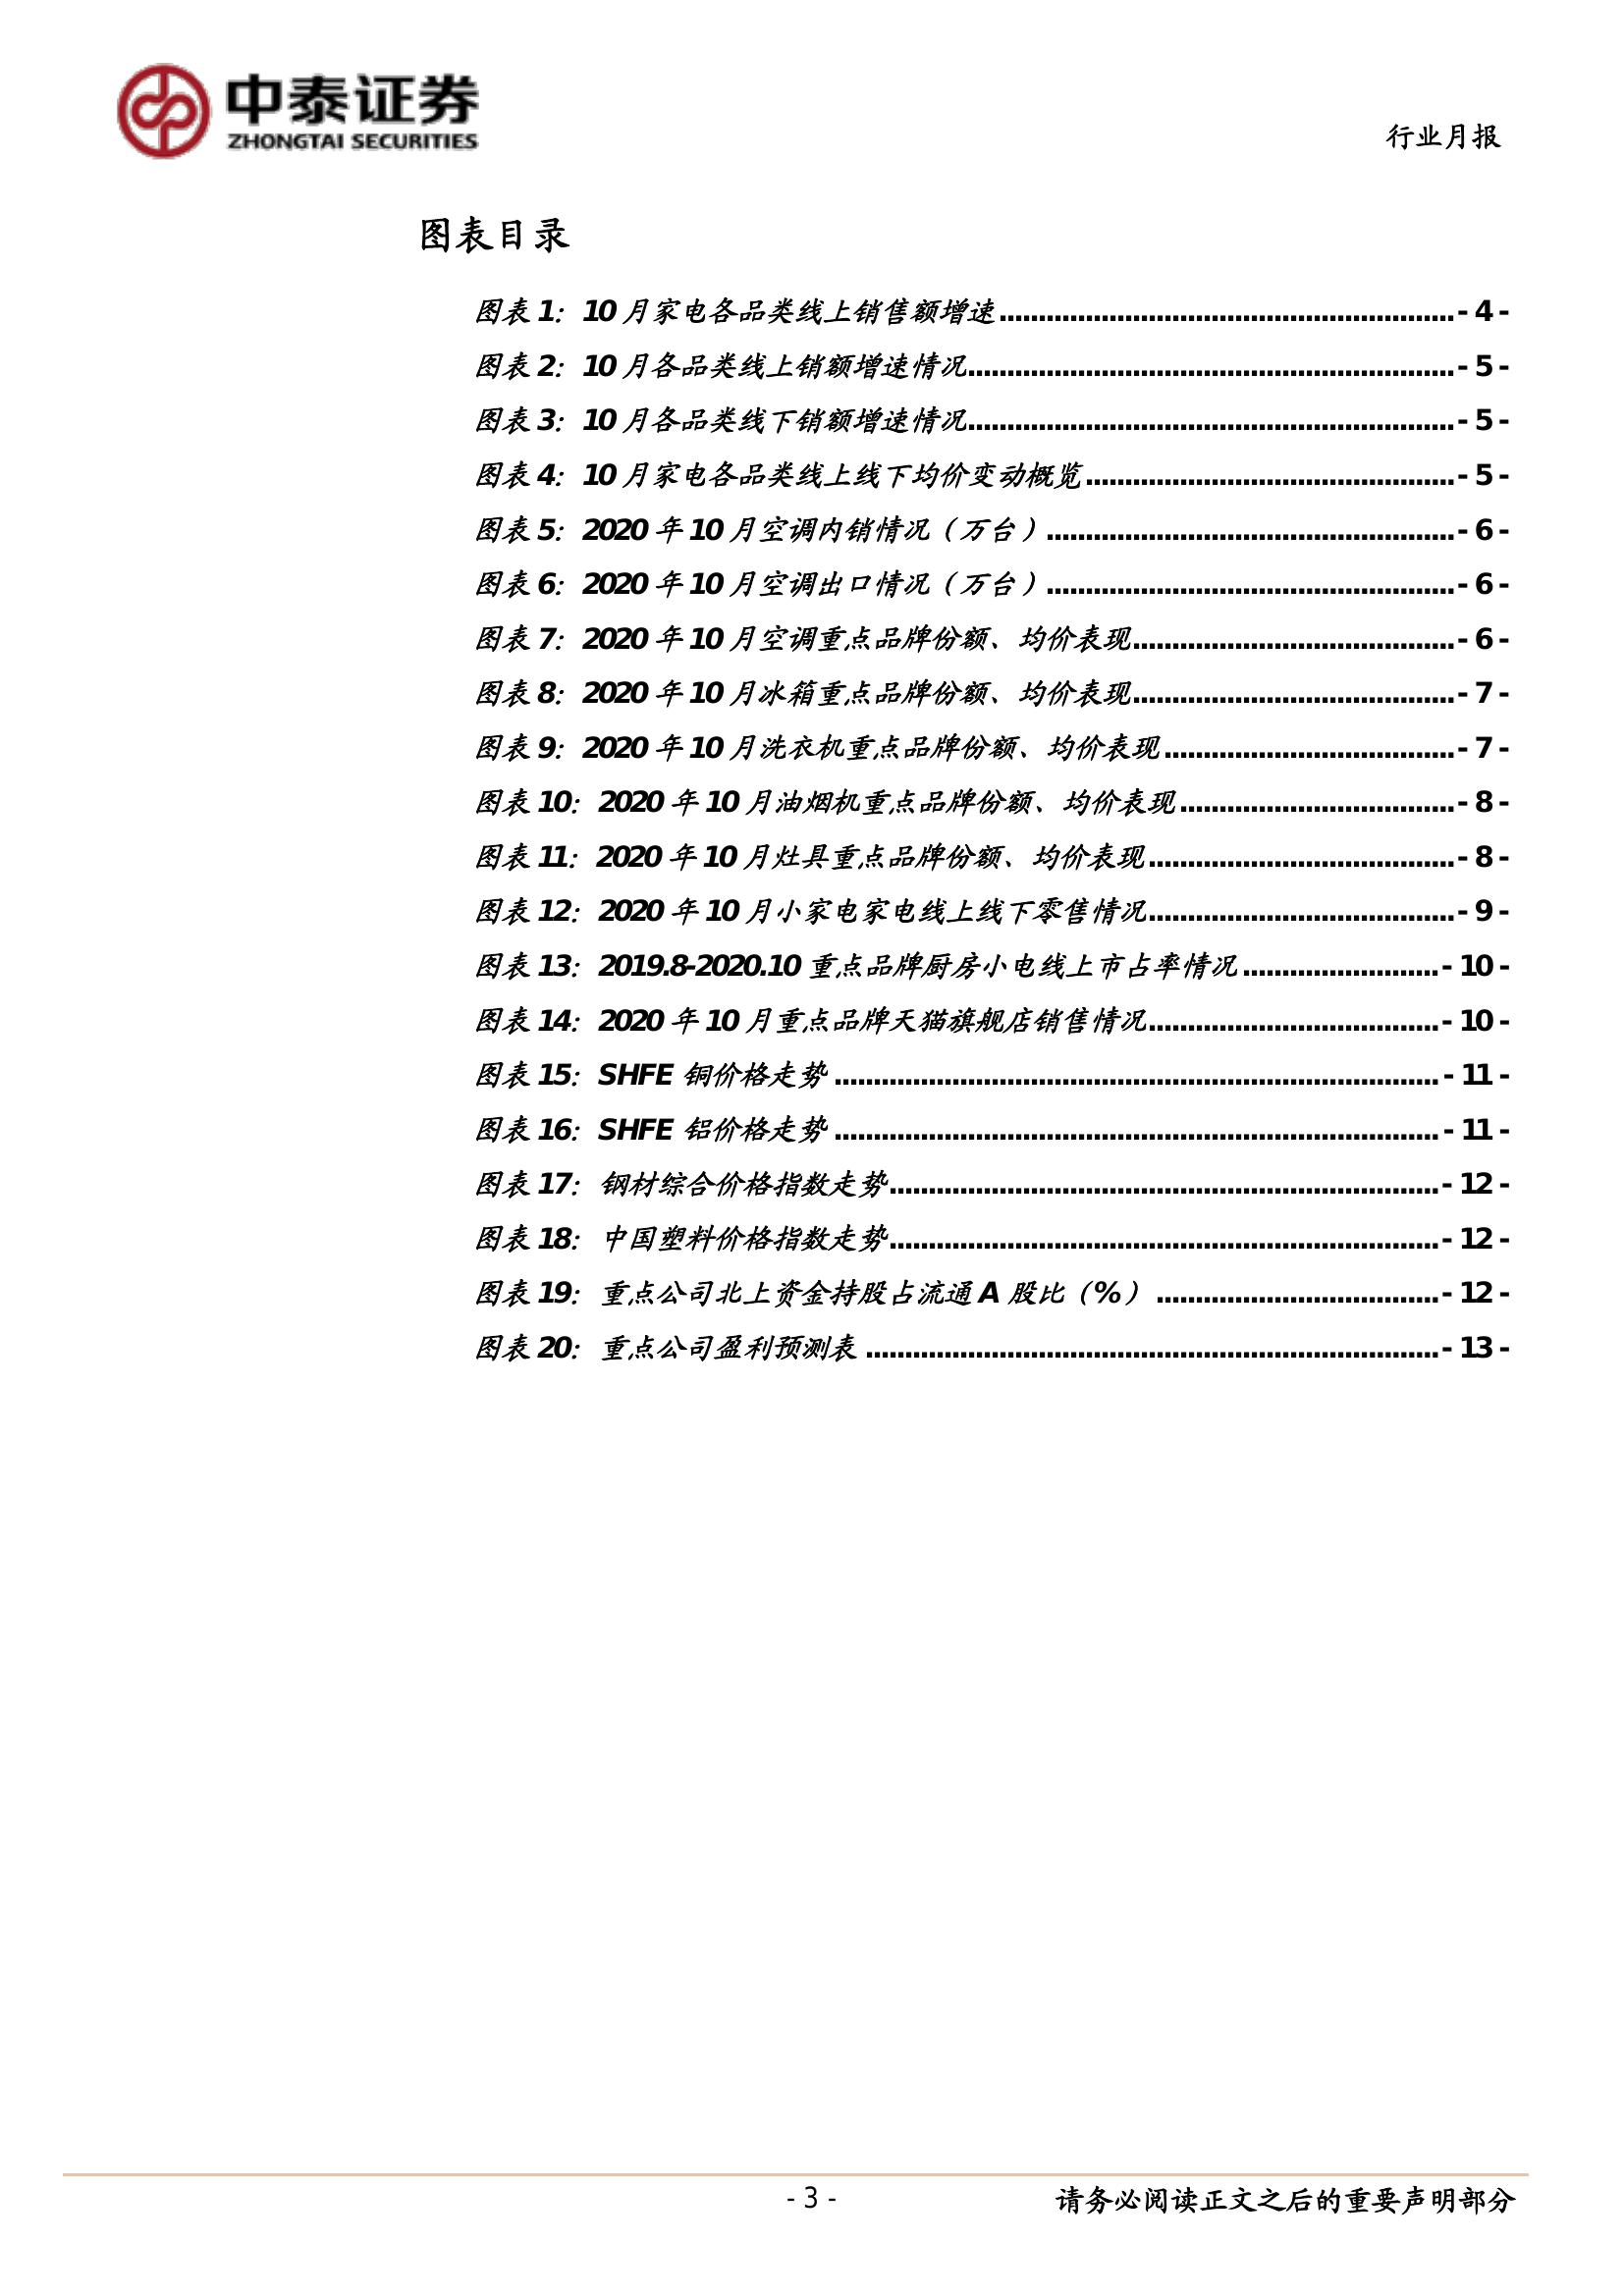 中泰证券
ZHONGTAI SECURITIES
行业月报
图表目录
图表 1：10 月家电各品类线上销售额增速 - 4 -
图表 2：10 月各品类线上销额增速情况 - 5 -
图表 3：10 月各品类线下销额增速情况 - 5 -
图表 4：10 月家电各品类线上线下均价变动概览 - 5 -
图表 5：2020 年 10 月空调内销情况（万台） - 6 -
图表 6：2020 年 10 月空调出口情况（万台） - 6 -
图表 7：2020 年 10 月空调重点品牌份额、均价表现 - 6 -
图表 8：2020 年 10 月冰箱重点品牌份额、均价表现 - 7 -
图表 9：2020 年 10 月洗衣机重点品牌份额、均价表现 - 7 -
图表 10：2020 年 10 月油烟机重点品牌份额、均价表现 - 8 -
图表 11：2020 年 10 月灶具重点品牌份额、均价表现 - 8 -
图表 12：2020 年 10 月小家电家电线上线下零售情况 - 9 -
图表 13：2019.8-2020.10 重点品牌厨房小电线上市占率情况 - 10 -
图表 14：2020 年 10 月重点品牌天猫旗舰店销售情况 - 10 -
图表 15：SHFE 铜价格走势 - 11 -
图表 16：SHFE 铝价格走势 - 11 -
图表 17：钢材综合价格指数走势 - 12 -
图表 18：中国塑料价格指数走势 - 12 -
图表 19：重点公司北上资金持股占流通 A 股比（%） - 12 -
图表 20：重点公司盈利预测表 - 13 -
- 3 -
请务必阅读正文之后的重要声明部分